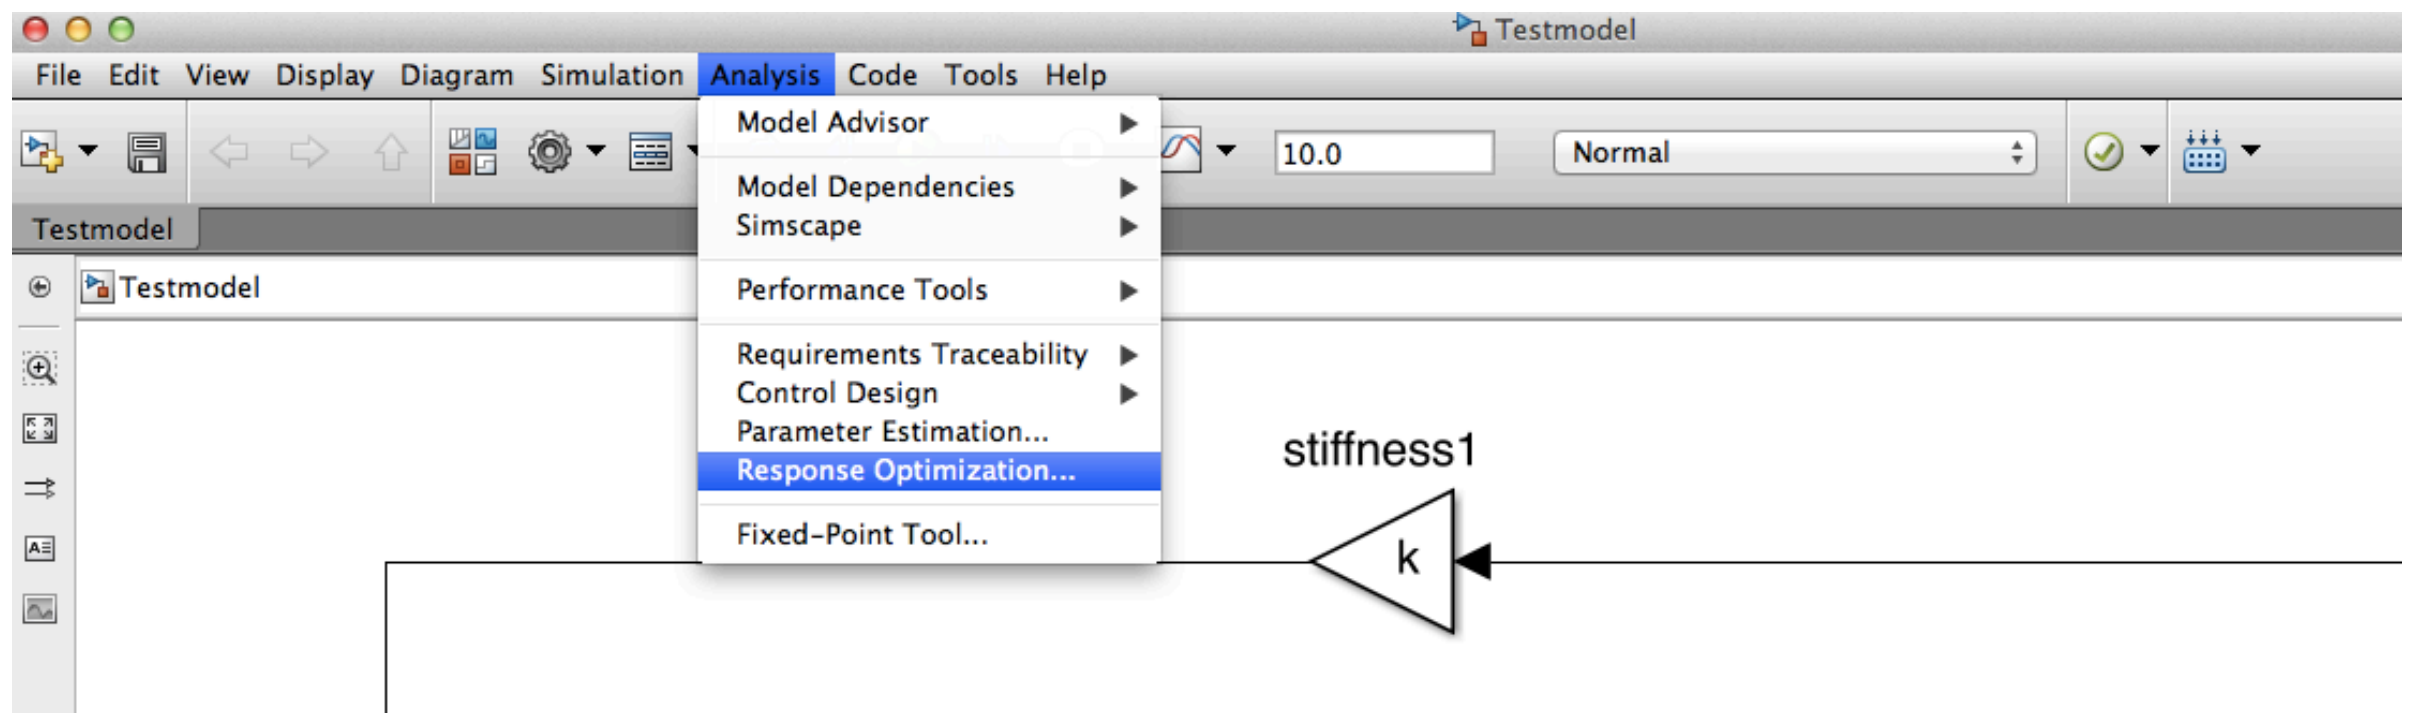 Testmodel
File Edit View Display Diagram Simulation Analysis Code Tools Help
Model Advisor
10.0
Normal
Model Dependencies
Simscape
Testmodel
Testmodel
Performance Tools
Requirements Traceability
Control Design
Parameter Estimation...
Response Optimization...
Fixed-Point Tool...
stiffness1
k